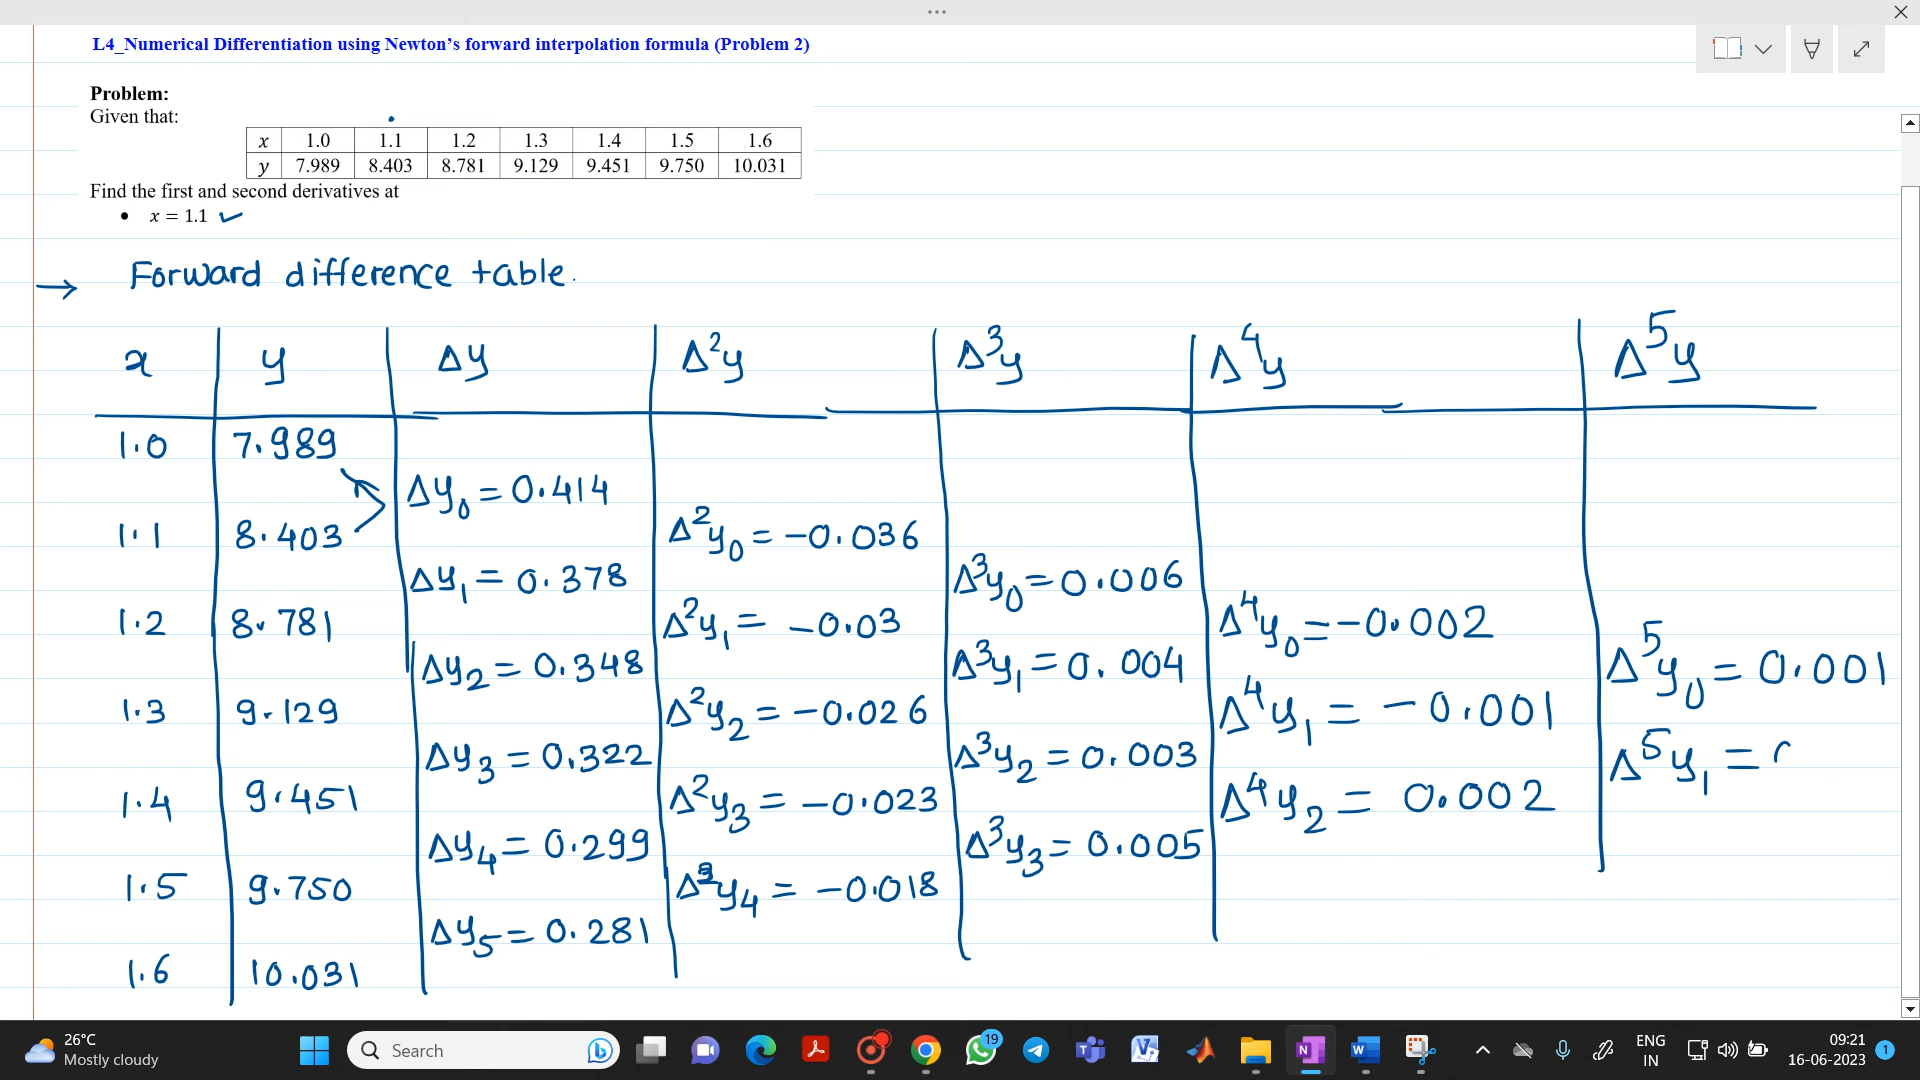 L4_Numerical Differentiation using Newton's forward interpolation formula (Problem 2)
Problem:
Given that:
x 1.0 1.1 1.2 1.3 1.4 1.5 1.6
y 7.989 8.403 8.781 9.129 9.451 9.750 10.031
Find the first and second derivatives at
• x = 1.1 ✓
→ Forward difference table.
x y Δy Δ²y Δ³y Δ⁴y Δ⁵y
1.0 7.989
Δy₀ = 0.414
1.1 8.403 Δ²y₀ = -0.036
Δy₁ = 0.378 Δ³y₀ = 0.006
1.2 8.781 Δ²y₁ = -0.03 Δ⁴y₀ = -0.002
Δy₂ = 0.348 Δ³y₁ = 0.004 Δ⁵y₀ = 0.001
1.3 9.129 Δ²y₂ = -0.026 Δ⁴y₁ = -0.001
Δy₃ = 0.322 Δ³y₂ = 0.003 Δ⁵y₁ =
1.4 9.451 Δ²y₃ = -0.023 Δ⁴y₂ = 0.002
Δy₄ = 0.299 Δ³y₃ = 0.005
1.5 9.750 y₄ = -0.018
Δy₅ = 0.281
1.6 10.031
26°C
Mostly cloudy
Search
19
ENG
IN
09:21
16-06-2023
1